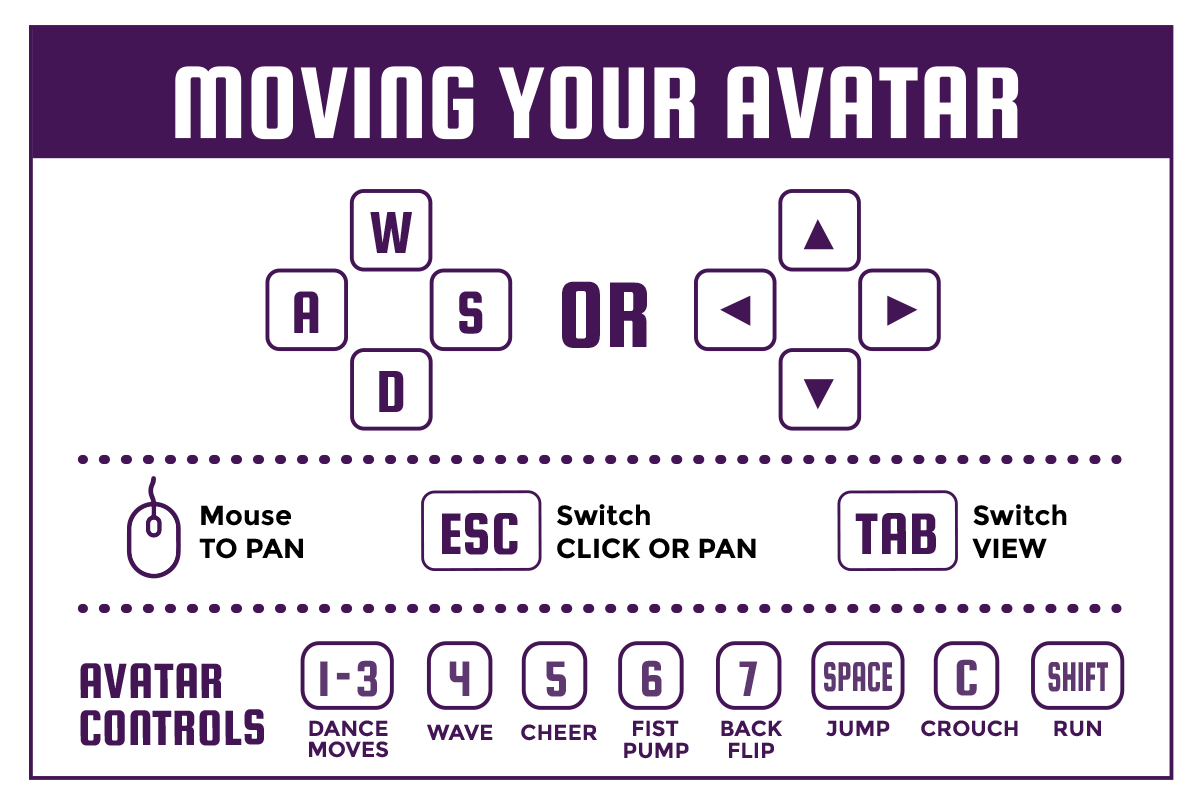 MOVING YOUR AVATAR
W
A S OR ◀ ▶
D
Mouse
TO PAN
ESC
Switch
CLICK OR PAN
TAB
Switch
VIEW
AVATAR
CONTROLS
1-3
DANCE
MOVES
4
WAVE
5
CHEER
6
FIST
PUMP
7
BACK
FLIP
SPACE
JUMP
C
CROUCH
SHIFT
RUN